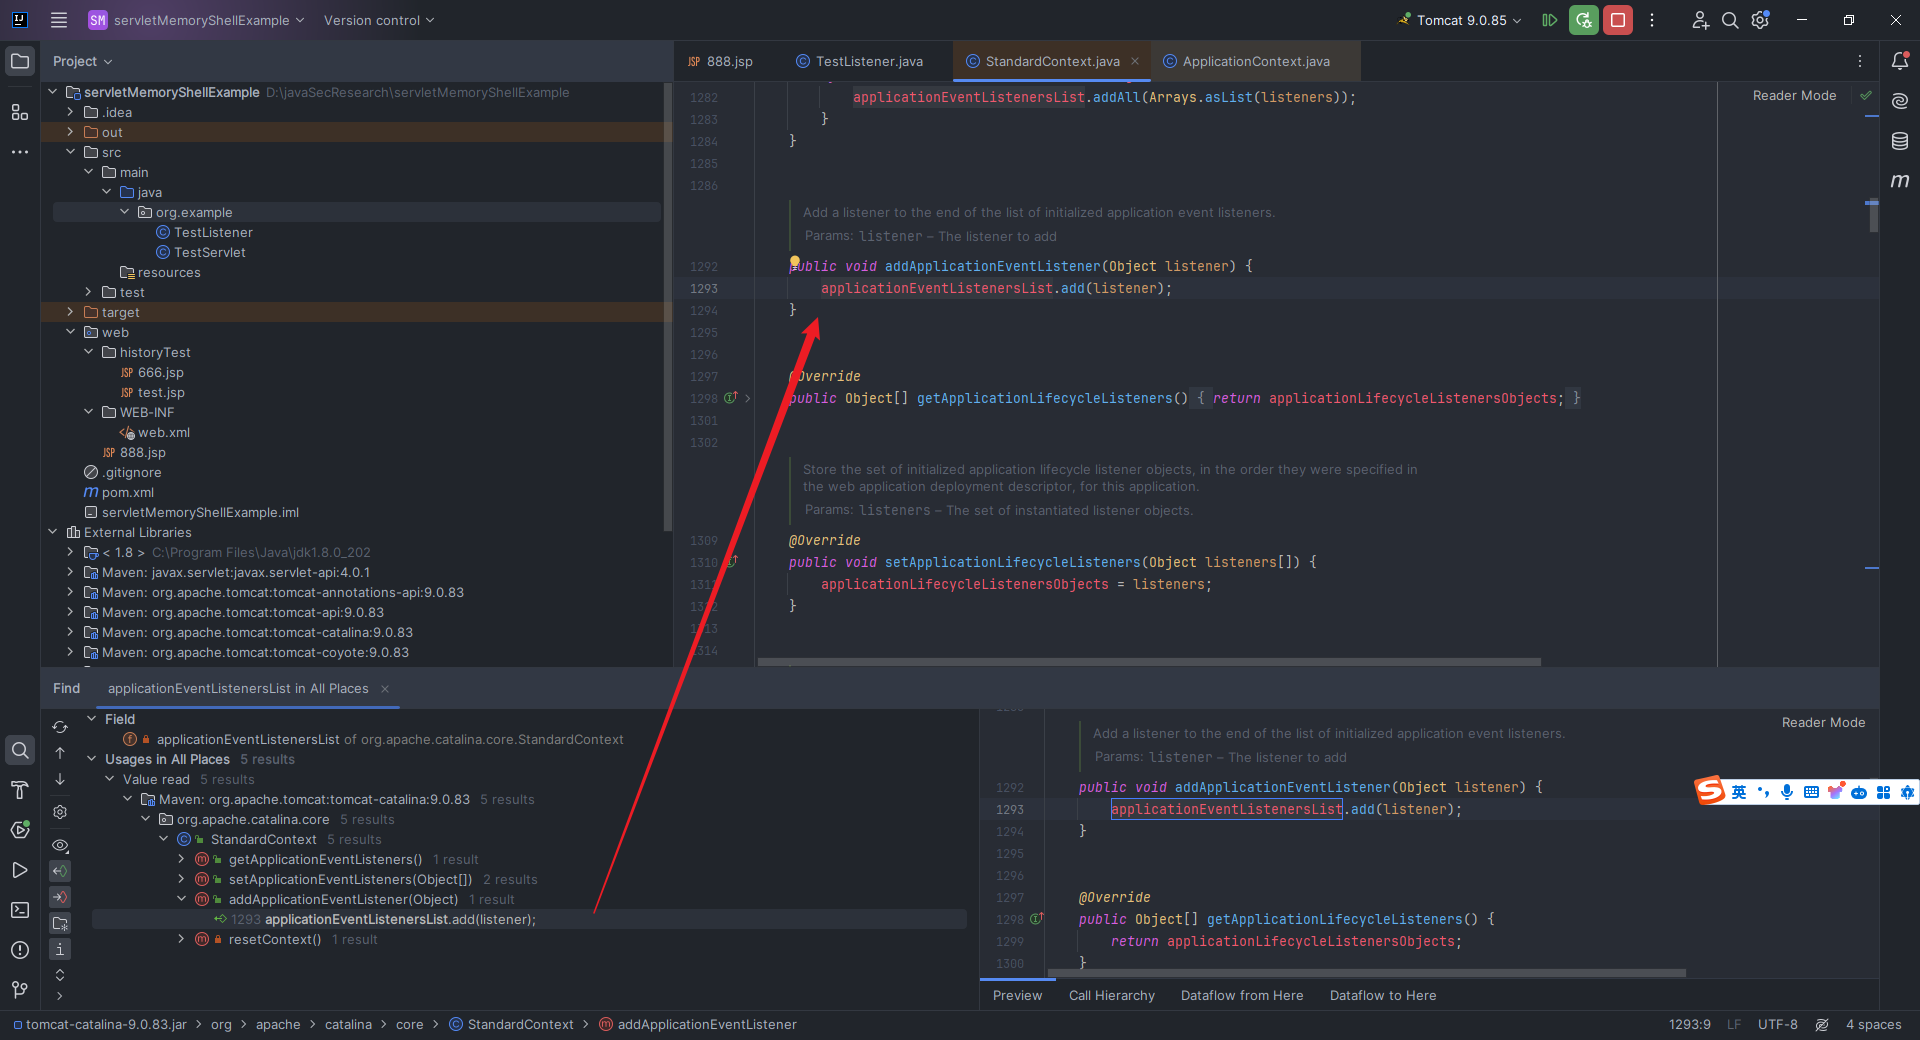 SM servletMemoryShellExample Version control Tomcat 9.0.85
Project
JSP 888.jsp TestListener.java StandardContext.java ApplicationContext.java
servletMemoryShellExample D:\javaSecResearch\servletMemoryShellExample
.idea
out
src
main
java
org.example
TestListener
TestServlet
resources
test
target
web
historyTest
JSP 666.jsp
JSP test.jsp
WEB-INF
web.xml
JSP 888.jsp
.gitignore
m pom.xml
servletMemoryShellExample.iml
External Libraries
< 1.8 > C:\Program Files\Java\jdk1.8.0_202
Maven: javax.servlet:javax.servlet-api:4.0.1
Maven: org.apache.tomcat:tomcat-annotations-api:9.0.83
Maven: org.apache.tomcat:tomcat-api:9.0.83
Maven: org.apache.tomcat:tomcat-catalina:9.0.83
Maven: org.apache.tomcat:tomcat-coyote:9.0.83
Reader Mode
1282 applicationEventListenersList.addAll(Arrays.asList(listeners));
1283 }
1284 }
1285
1286
Add a listener to the end of the list of initialized application event listeners.
Params: listener – The listener to add
1292 public void addApplicationEventListener(Object listener) {
1293 applicationEventListenersList.add(listener);
1294 }
1295
1296
1297 @Override
1298 public Object[] getApplicationLifecycleListeners() { return applicationLifecycleListenersObjects; }
1301
1302
Store the set of initialized application lifecycle listener objects, in the order they were specified in
the web application deployment descriptor, for this application.
Params: listeners – The set of instantiated listener objects.
1309 @Override
1310 public void setApplicationLifecycleListeners(Object listeners[]) {
1311 applicationLifecycleListenersObjects = listeners;
1312 }
1313
1314
m
Find applicationEventListenersList in All Places
Field
applicationEventListenersList of org.apache.catalina.core.StandardContext
Usages in All Places 5 results
Value read 5 results
Maven: org.apache.tomcat:tomcat-catalina:9.0.83 5 results
org.apache.catalina.core 5 results
StandardContext 5 results
getApplicationEventListeners() 1 result
setApplicationEventListeners(Object[]) 2 results
addApplicationEventListener(Object) 1 result
1293 applicationEventListenersList.add(listener);
resetContext() 1 result
Reader Mode
Add a listener to the end of the list of initialized application event listeners.
Params: listener – The listener to add
1292 public void addApplicationEventListener(Object listener) {
1293 applicationEventListenersList.add(listener);
1294 }
1295
1296
1297 @Override
1298 public Object[] getApplicationLifecycleListeners() {
1299 return applicationLifecycleListenersObjects;
1300 }
英
Preview Call Hierarchy Dataflow from Here Dataflow to Here
tomcat-catalina-9.0.83.jar > org > apache > catalina > core > StandardContext > addApplicationEventListener 1293:9 LF UTF-8 4 spaces